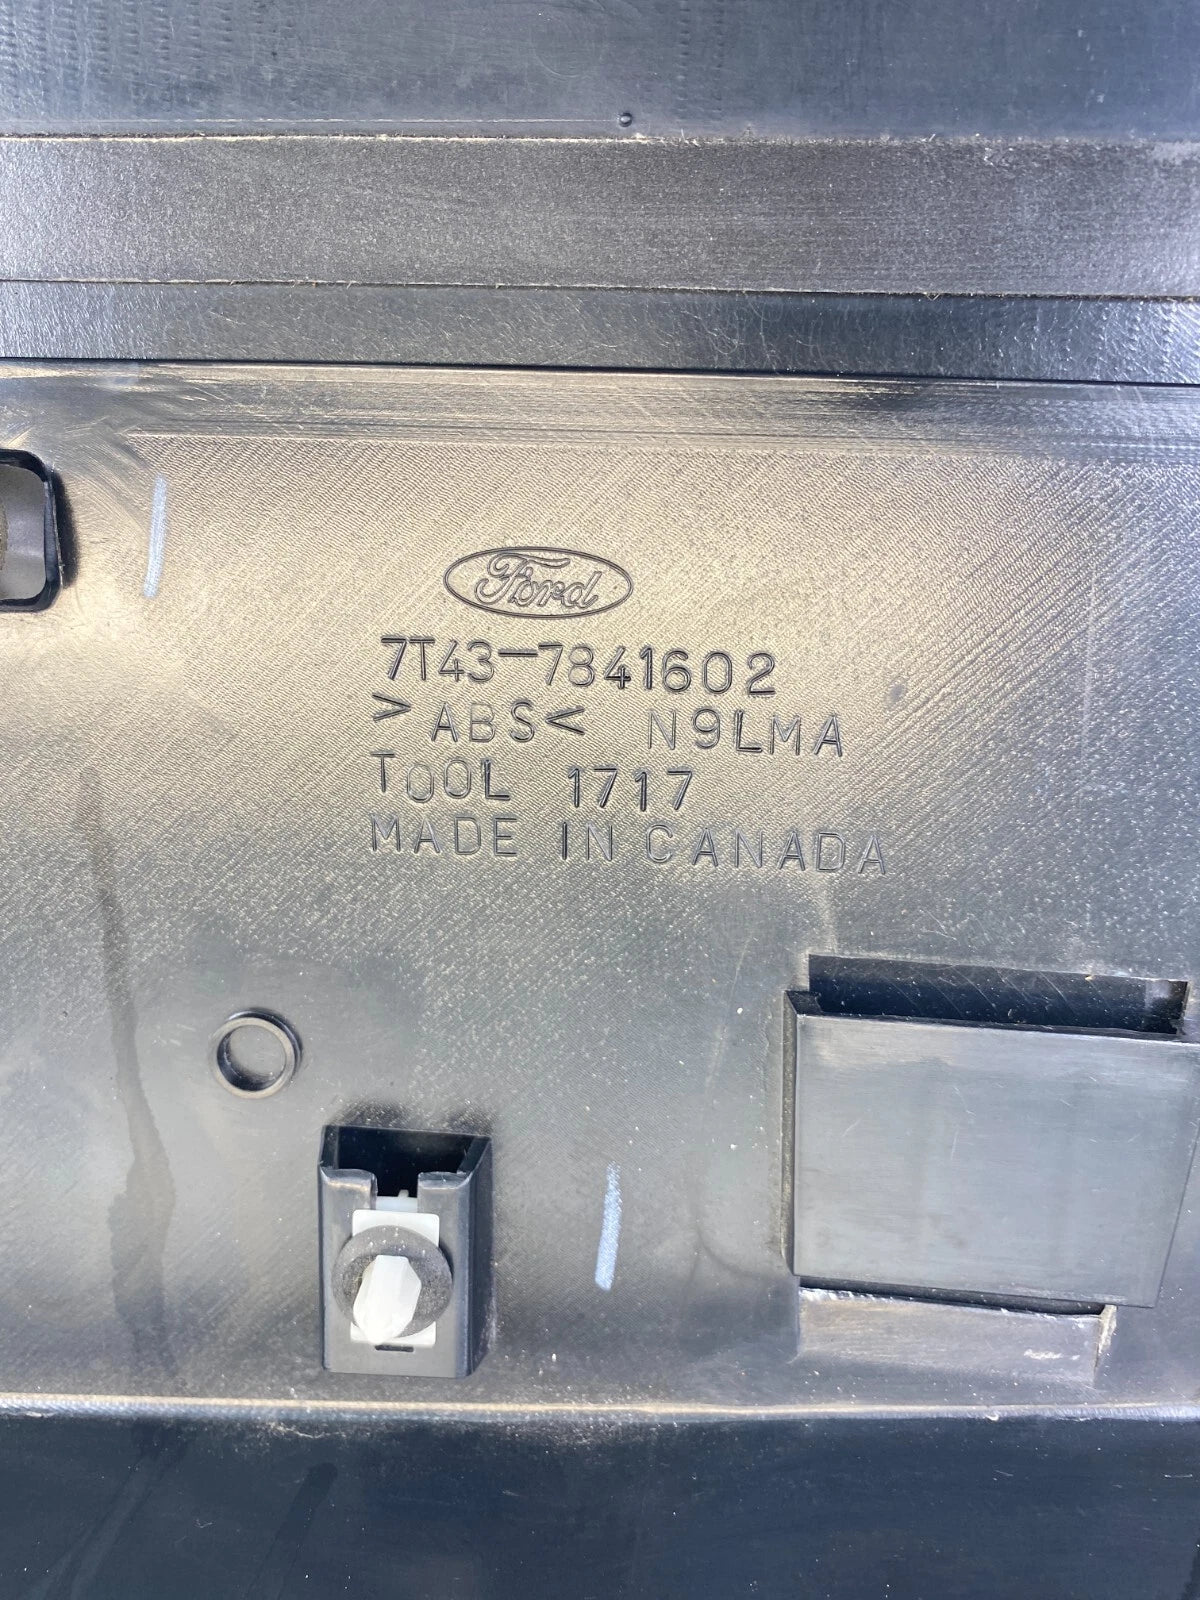 Ford
7T43-7841602
>ABS< N9LMA
TOOL 1717
MADE IN CANADA